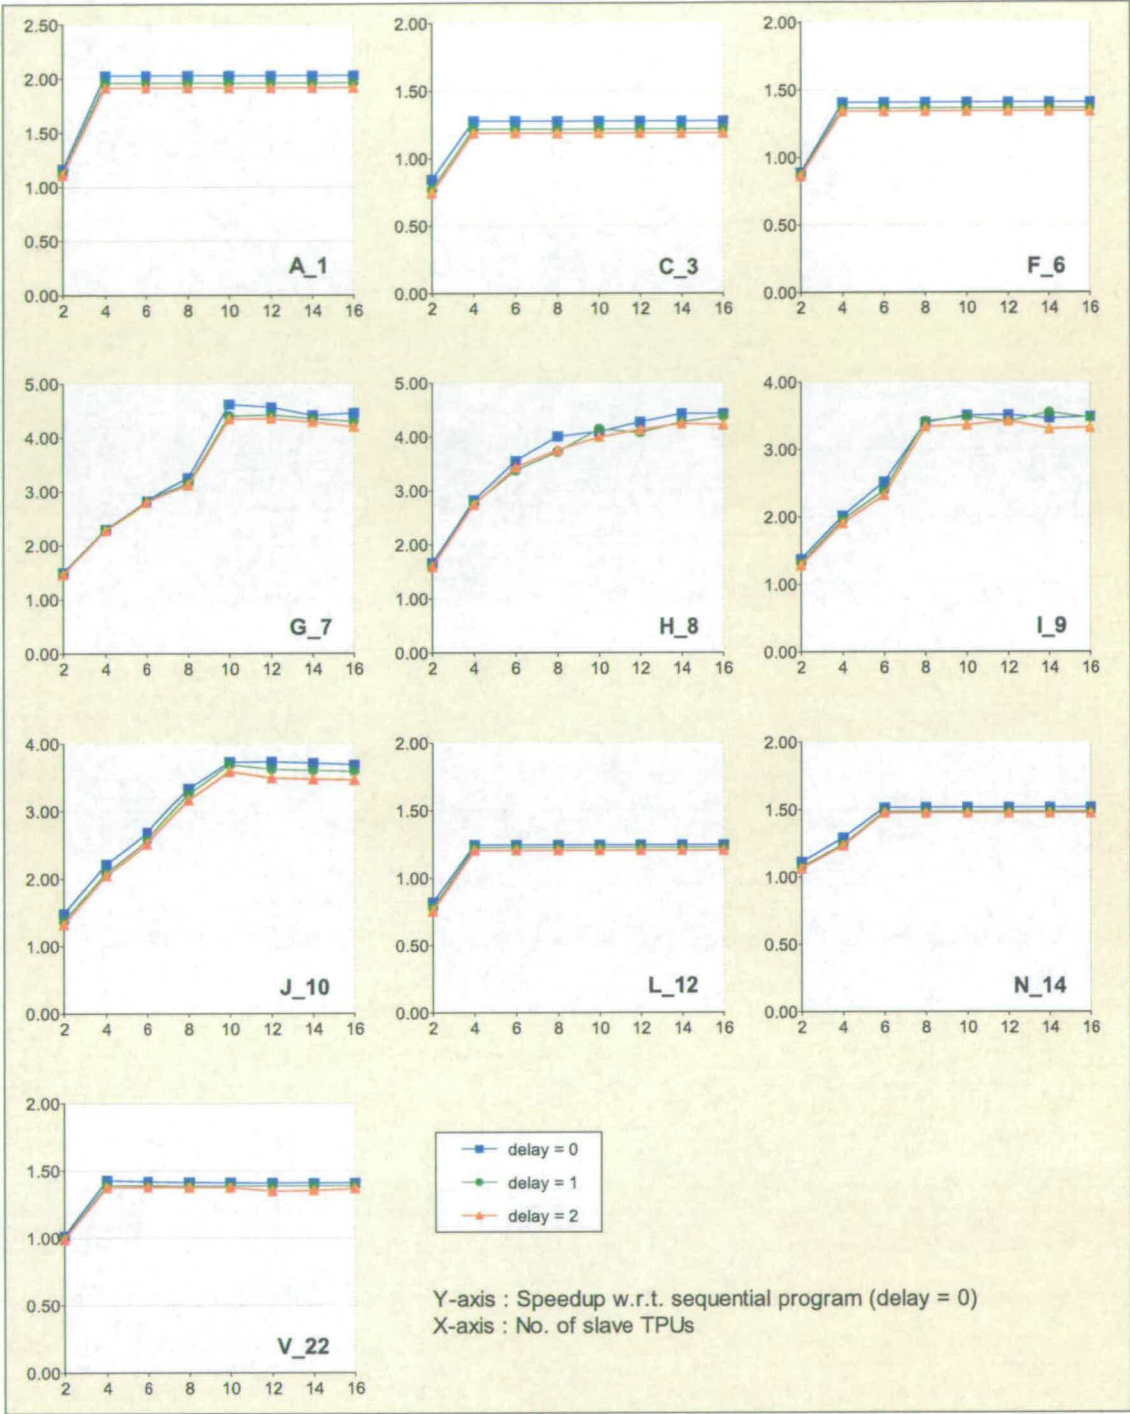 2.50
2.00
1.50
1.00
0.50
0.00
2 4 6 8 10 12 14 16
A_1
2.00
1.50
1.00
0.50
0.00
2 4 6 8 10 12 14 16
C_3
2.00
1.50
1.00
0.50
0.00
2 4 6 8 10 12 14 16
F_6
5.00
4.00
3.00
2.00
1.00
0.00
2 4 6 8 10 12 14 16
G_7
5.00
4.00
3.00
2.00
1.00
0.00
2 4 6 8 10 12 14 16
H_8
4.00
3.00
2.00
1.00
0.00
2 4 6 8 10 12 14 16
I_9
4.00
3.00
2.00
1.00
0.00
2 4 6 8 10 12 14 16
J_10
2.00
1.50
1.00
0.50
0.00
2 4 6 8 10 12 14 16
L_12
2.00
1.50
1.00
0.50
0.00
2 4 6 8 10 12 14 16
N_14
2.00
1.50
1.00
0.50
0.00
2 4 6 8 10 12 14 16
V_22
delay = 0
delay = 1
delay = 2
Y-axis : Speedup w.r.t. sequential program (delay = 0)
X-axis : No. of slave TPUs